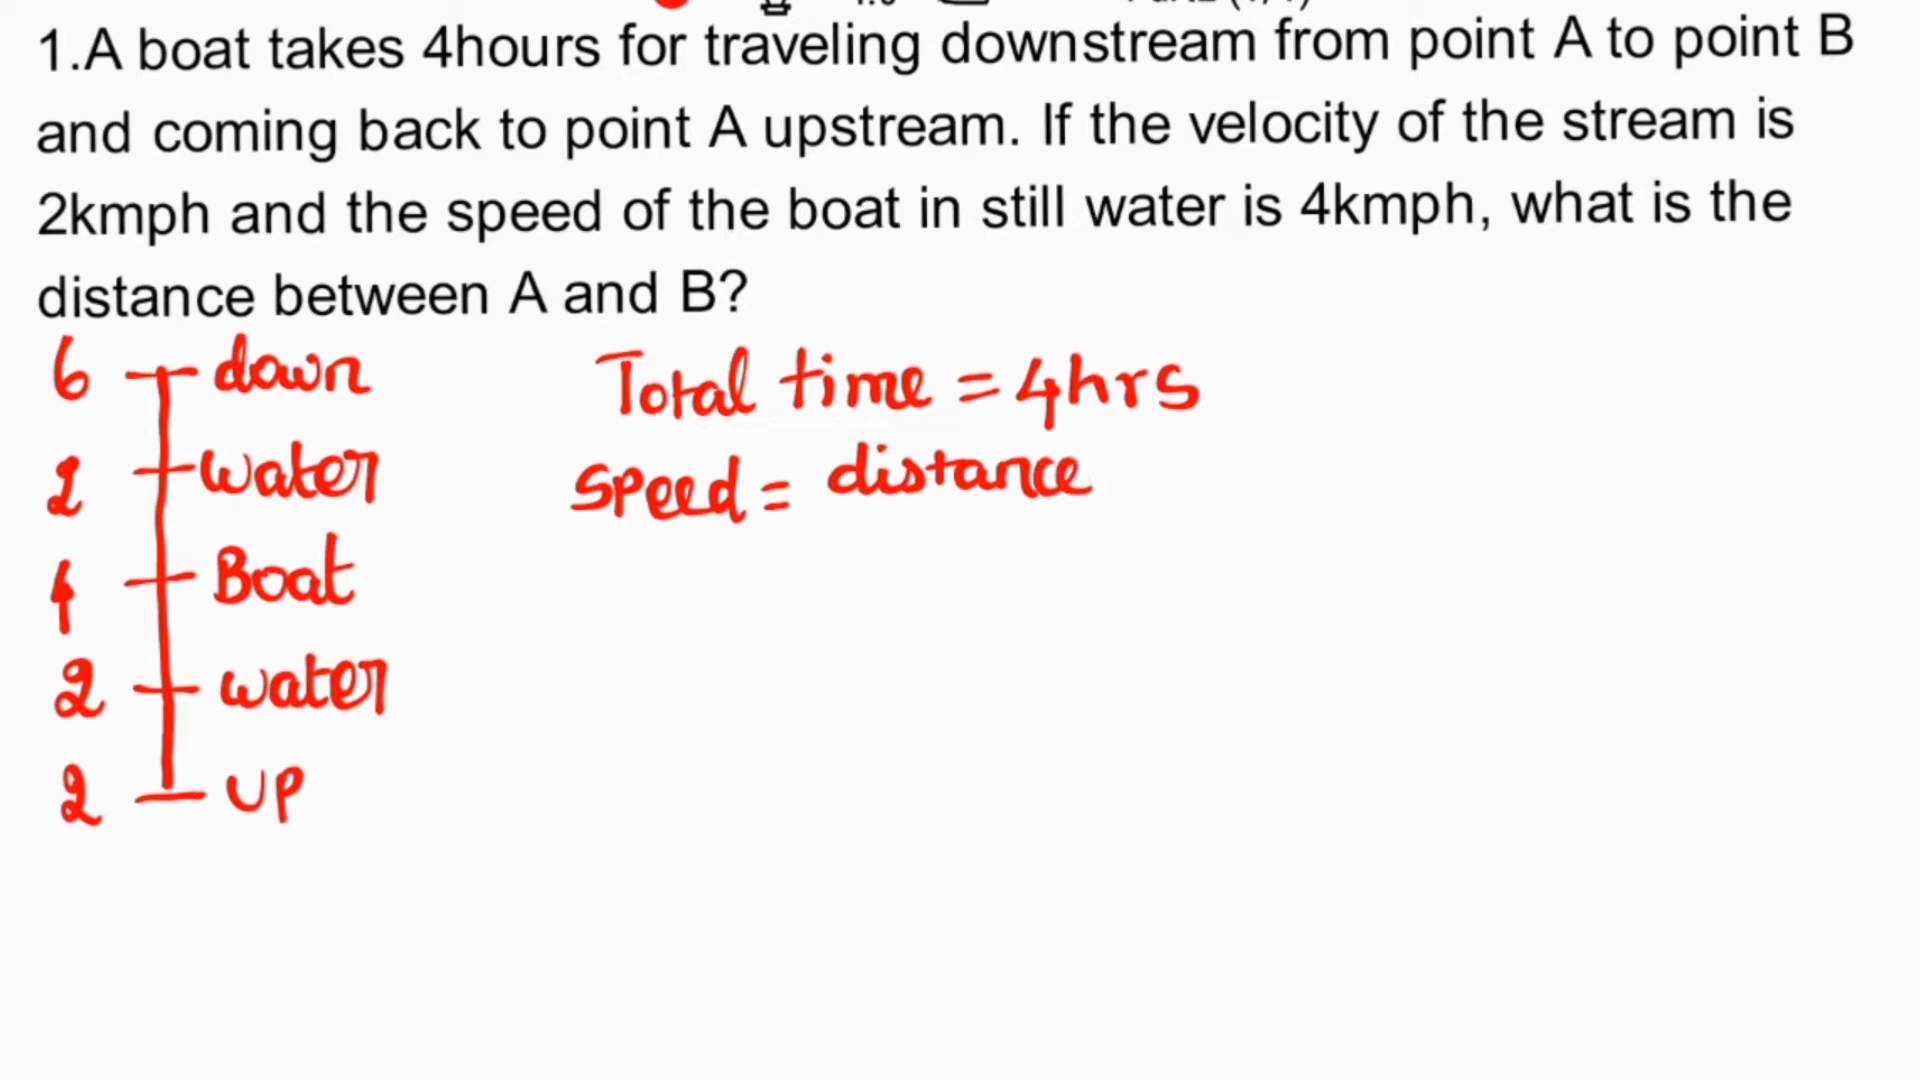 1.A boat takes 4hours for traveling downstream from point A to point B
and coming back to point A upstream. If the velocity of the stream is
2kmph and the speed of the boat in still water is 4kmph, what is the
distance between A and B?
6 down
2 water
4 Boat
2 water
2 up
Total time = 4hrs
speed = distance